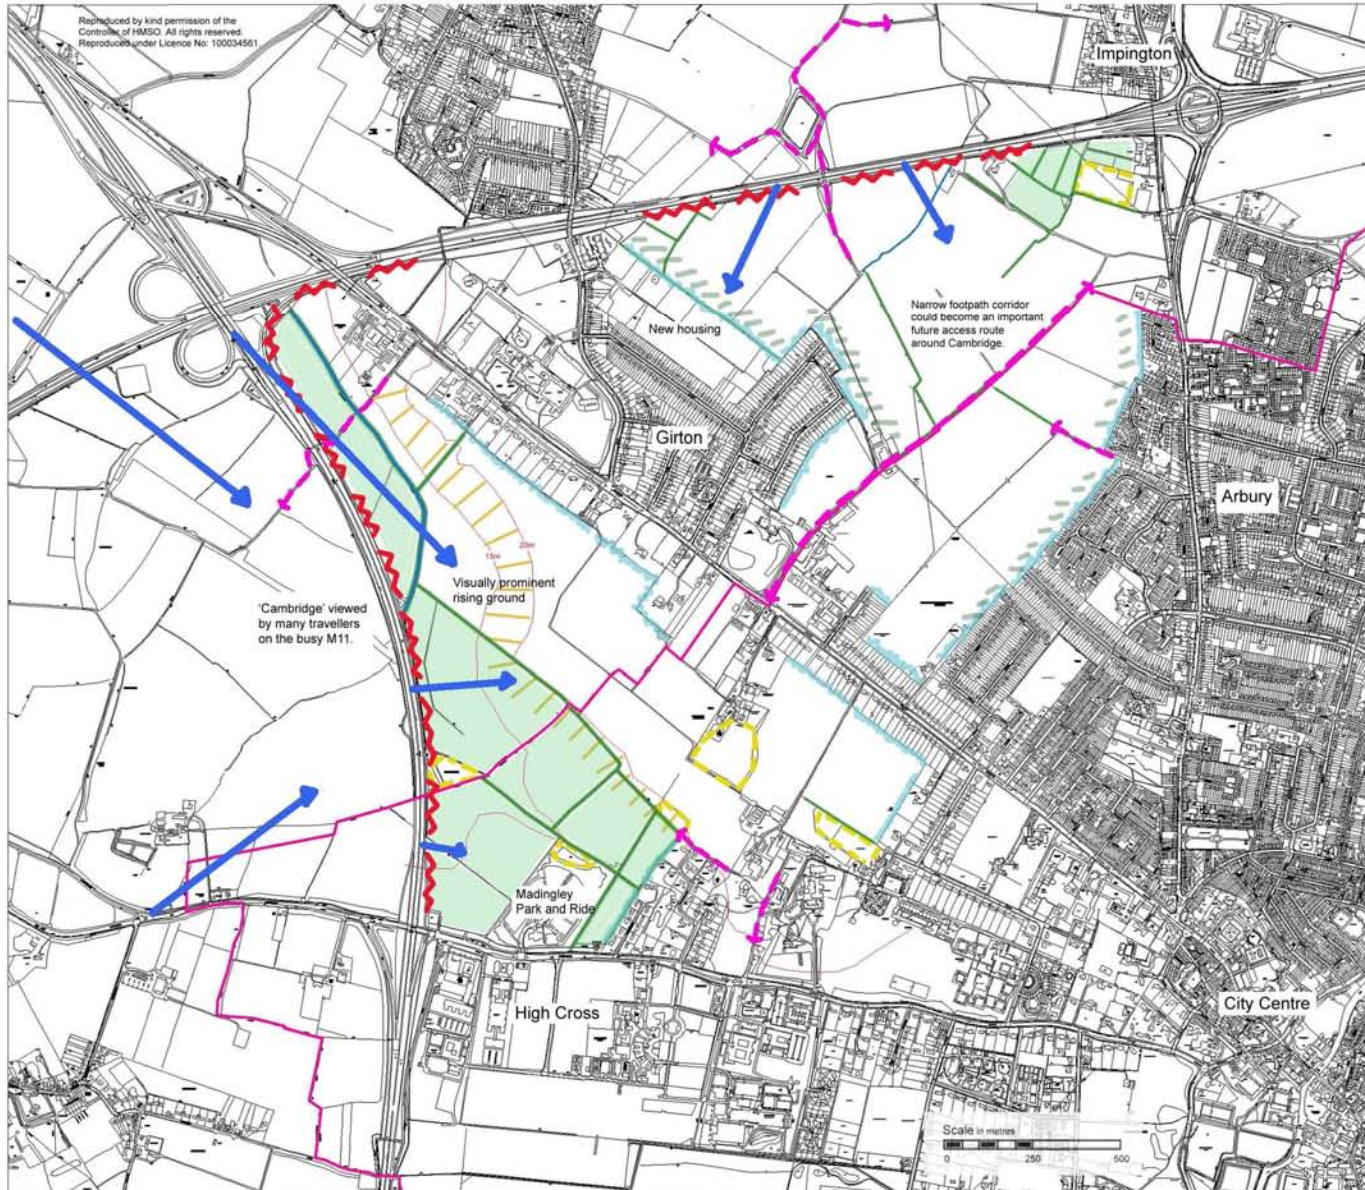 Reproduced by kind permission of the
Controller of HMSO. All rights reserved.
Reproduced under Licence No: 100034561.
Impington
Narrow footpath corridor
could become an important
future access route
around Cambridge.
New housing
Girton
Arbury
15m
20m
Visually prominent
rising ground
'Cambridge' viewed
by many travellers
on the busy M11.
Madingley
Park and Ride
High Cross
City Centre
Scale in metres
0 250 500